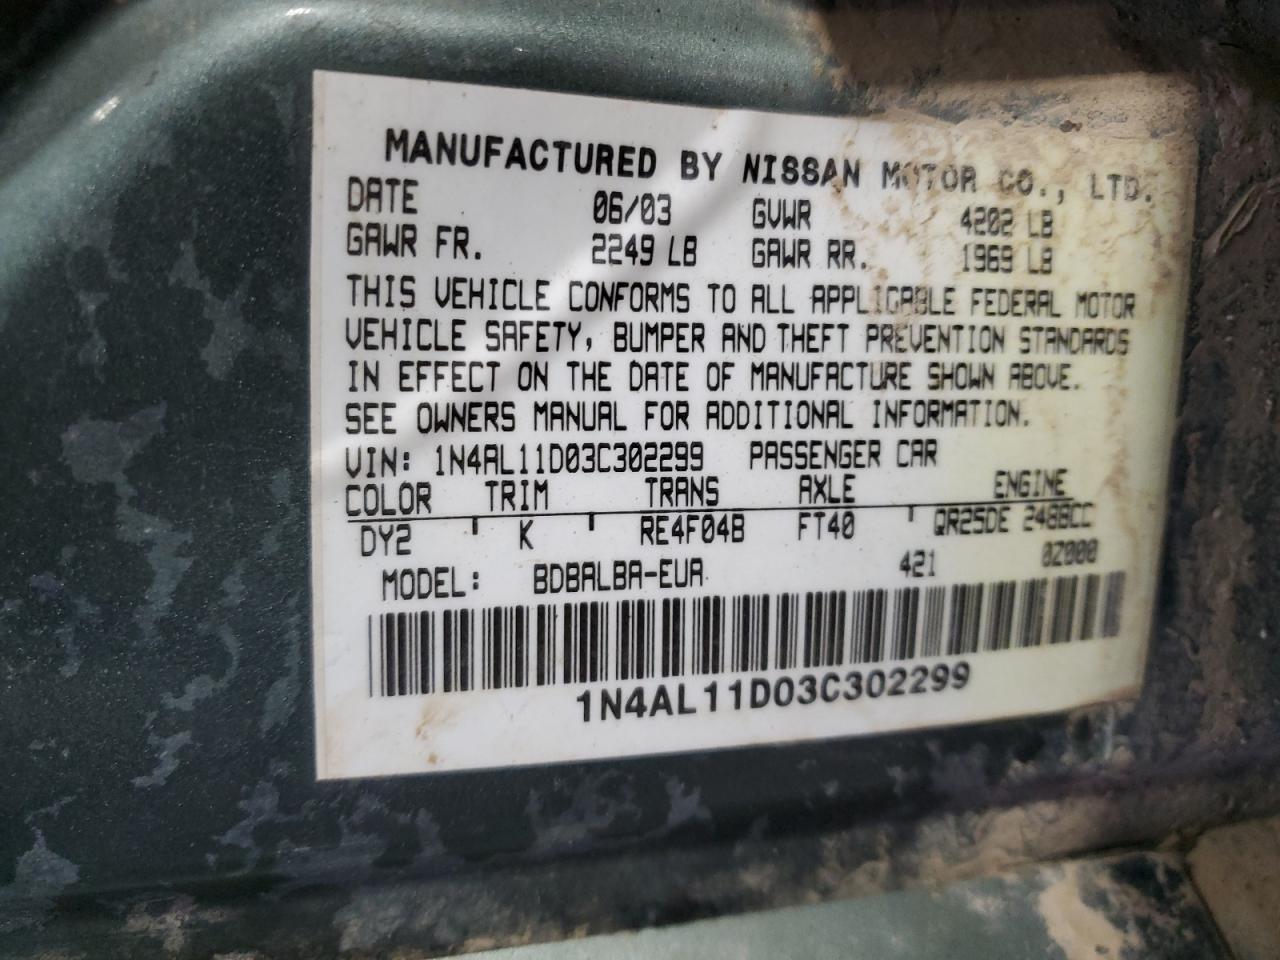 MANUFACTURED BY NISSAN MOTOR CO., LTD.
DATE 06/03 GVWR 4202 LB
GAWR FR. 2249 LB GAWR RR. 1969 LB
THIS VEHICLE CONFORMS TO ALL APPLICABLE FEDERAL MOTOR
VEHICLE SAFETY, BUMPER AND THEFT PREVENTION STANDARDS
IN EFFECT ON THE DATE OF MANUFACTURE SHOWN ABOVE.
SEE OWNERS MANUAL FOR ADDITIONAL INFORMATION.
VIN: 1N4AL11D03C302299 PASSENGER CAR
COLOR TRIM TRANS AXLE ENGINE
DY2 K RE4F04B FT40 QR25DE 2488CC
MODEL: BDBALBA-EUA 421 0Z000
1N4AL11D03C302299